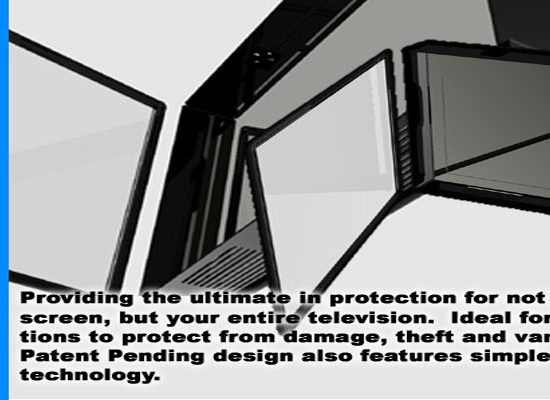 Providing the ultimate in protection for not
screen, but your entire television.  Ideal for
tions to protect from damage, theft and van
Patent Pending design also features simple
technology.